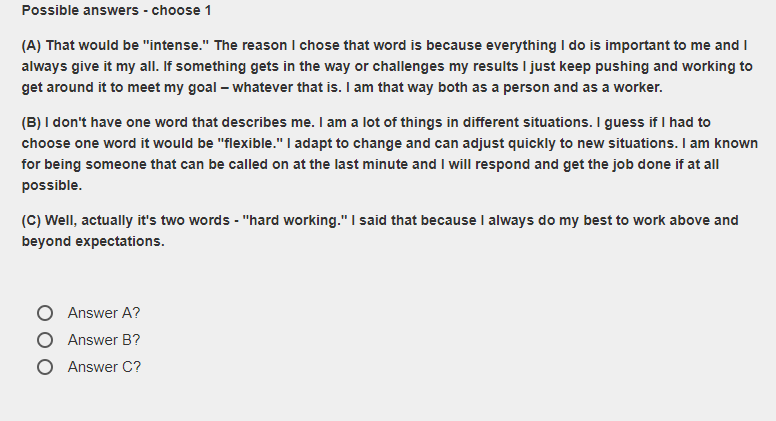 Possible answers - choose 1
(A) That would be "intense." The reason I chose that word is because everything I do is important to me and I
always give it my all. If something gets in the way or challenges my results I just keep pushing and working to
get around it to meet my goal – whatever that is. I am that way both as a person and as a worker.
(B) I don't have one word that describes me. I am a lot of things in different situations. I guess if I had to
choose one word it would be "flexible." I adapt to change and can adjust quickly to new situations. I am known
for being someone that can be called on at the last minute and I will respond and get the job done if at all
possible.
(C) Well, actually it's two words - "hard working." I said that because I always do my best to work above and
beyond expectations.
Answer A?
Answer B?
Answer C?